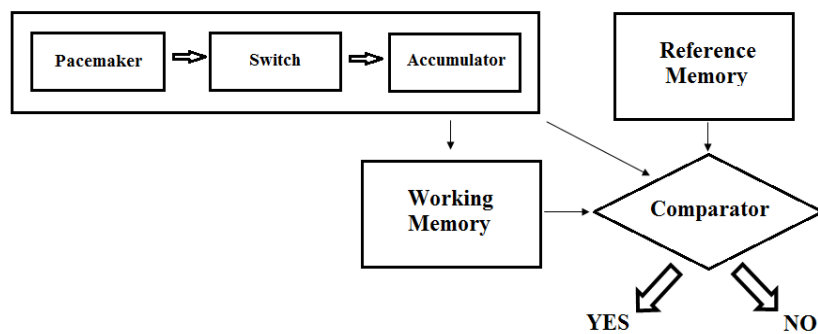 Pacemaker
Switch
Accumulator
Reference
Memory
Working
Memory
Comparator
YES
NO